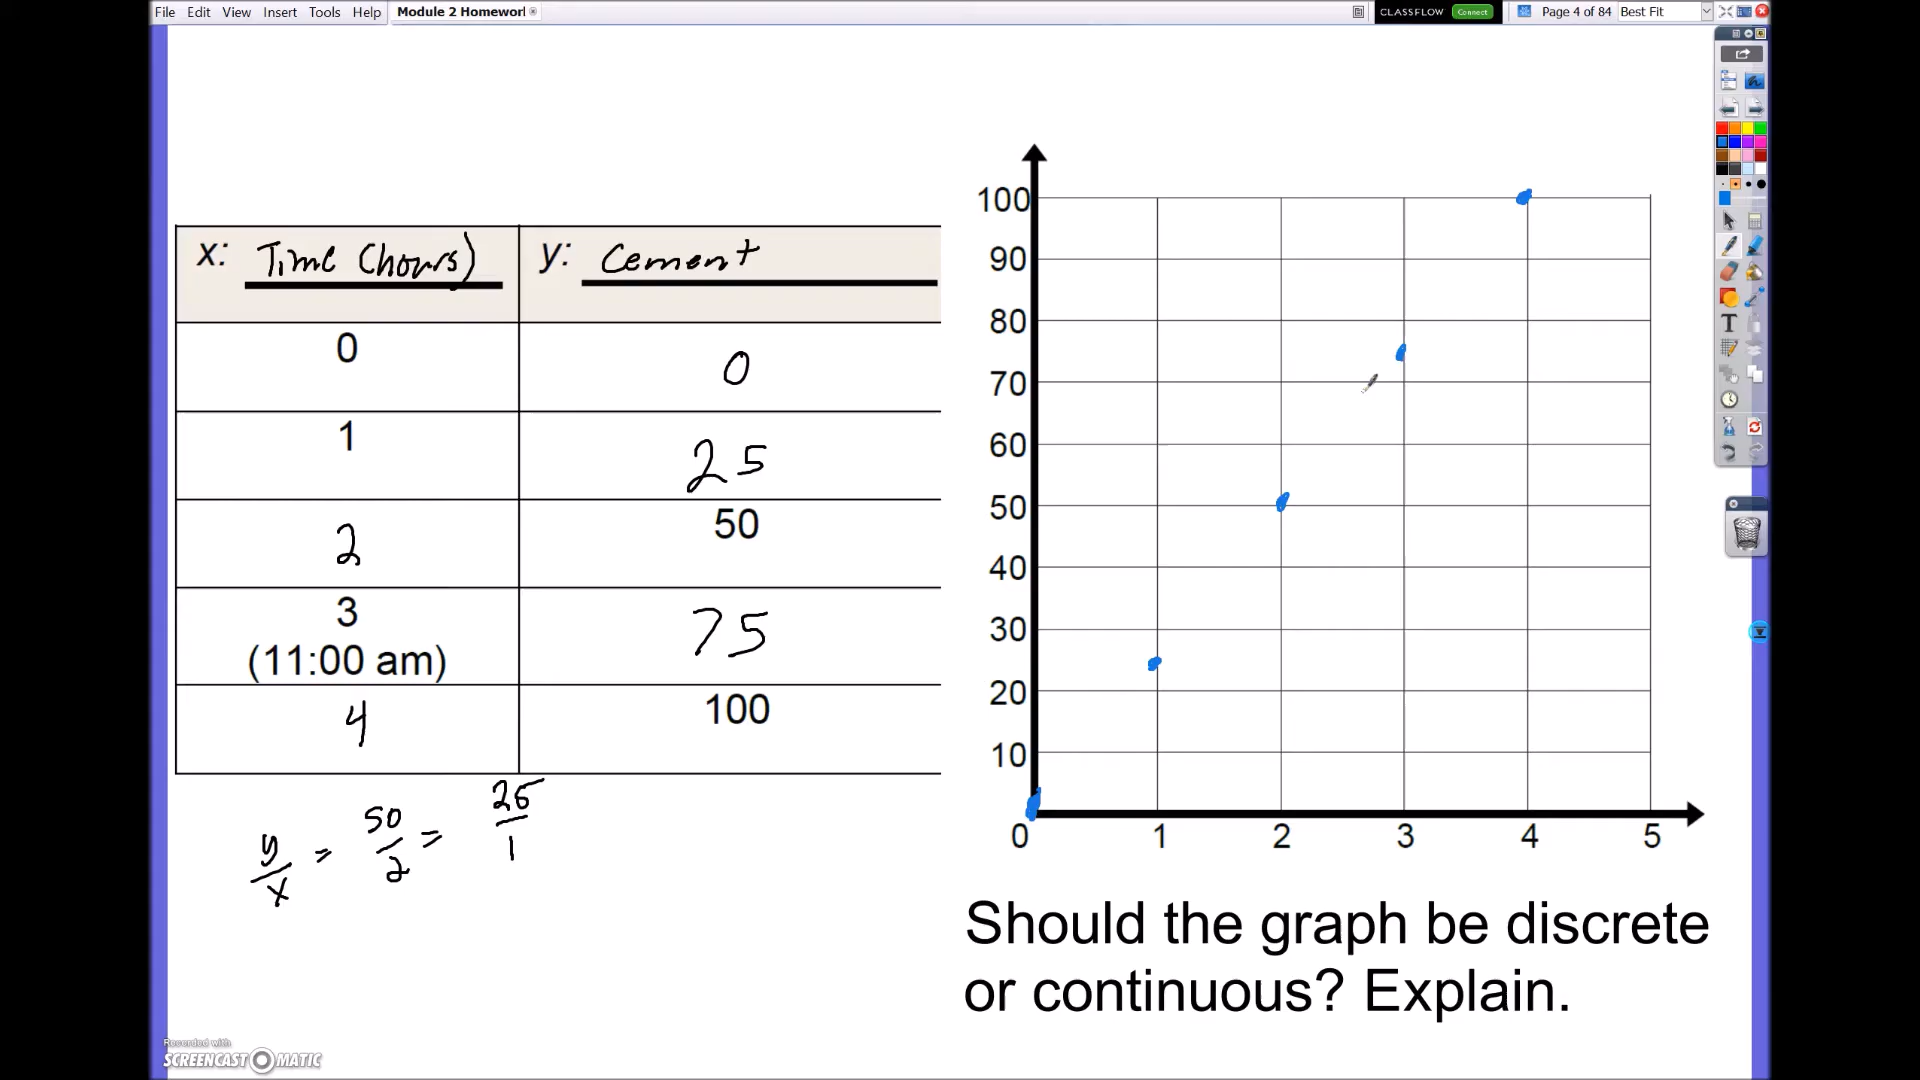 File Edit View Insert Tools Help Module 2 Homeworl
CLASSFLOW Connect Page 4 of 84 Best Fit
x: Time (hours) y: Cement
0 0
1 25
2 50
3 75
(11:00 am)
4 100
y/x = 50/2 = 25/1
100
90
80
70
60
50
40
30
20
10
0 1 2 3 4 5
Should the graph be discrete
or continuous? Explain.
T
Recorded with
SCREENCAST-O-MATIC